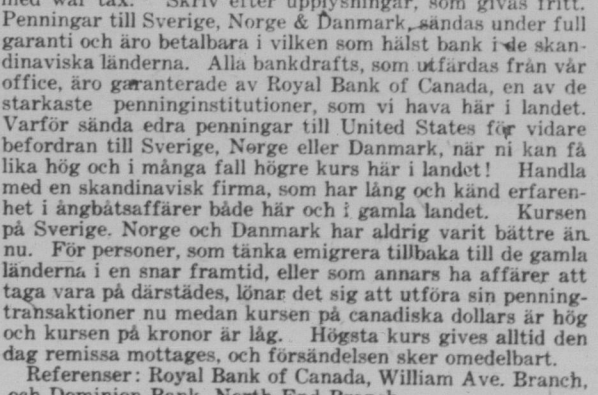 med war tax. Skriv efter upplysningar, som givas fritt.
Penningar till Sverige, Norge & Danmark, sändas under full
garanti och äro betalbara i vilken som hälst bank i de skan-
dinaviska länderna. Alla bankdrafts, som utfärdas från vår
office, äro garanterade av Royal Bank of Canada, en av de
starkaste penninginstitutioner, som vi hava här i landet.
Varför sända edra penningar till United States för vidare
befordran till Sverige, Norge eller Danmark, när ni kan få
lika hög och i många fall högre kurs här i landet! Handla
med en skandinavisk firma, som har lång och känd erfaren-
het i ångbåtsaffärer både här och i gamla landet. Kursen
på Sverige. Norge och Danmark har aldrig varit bättre än
nu. För personer, som tänka emigrera tillbaka till de gamla
länderna i en snar framtid, eller som annars ha affärer att
taga vara på därstädes, lönar det sig att utföra sin penning-
transaktioner nu medan kursen på canadiska dollars är hög
och kursen på kronor är låg. Högsta kurs gives alltid den
dag remissa mottages, och försändelsen sker omedelbart.
Referenser: Royal Bank of Canada, William Ave. Branch,
och Dominion Bank, North End Branch